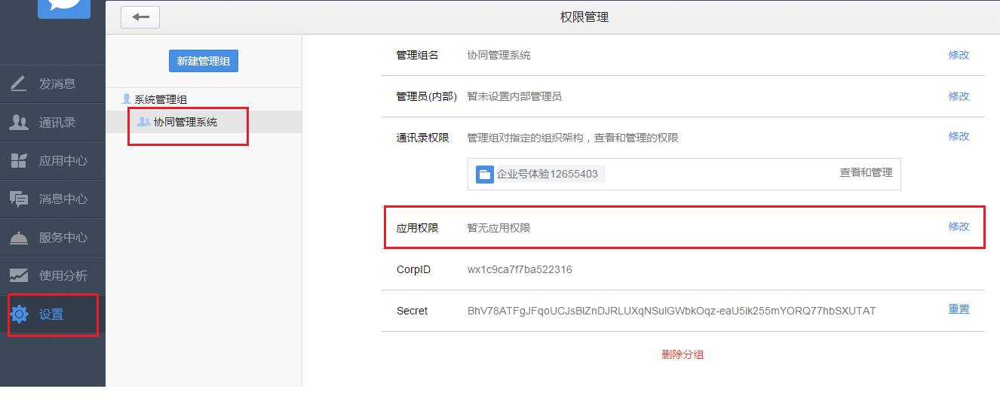 权限管理
新建管理组
系统管理组
协同管理系统
发消息
通讯录
应用中心
消息中心
服务中心
使用分析
设置
管理组名 协同管理系统 修改
管理员(内部) 暂未设置内部管理员 修改
通讯录权限 管理组对指定的组织架构，查看和管理的权限 修改
企业号体验12655403 查看和管理
应用权限 暂无应用权限 修改
CorpID wx1c9ca7f7ba522316
Secret BhV78ATFgJFqoUCJsBlZnDJRLUXqNSulGWbkOqz-eaU5ik255mYORQ77hbSXUTAT 重置
删除分组